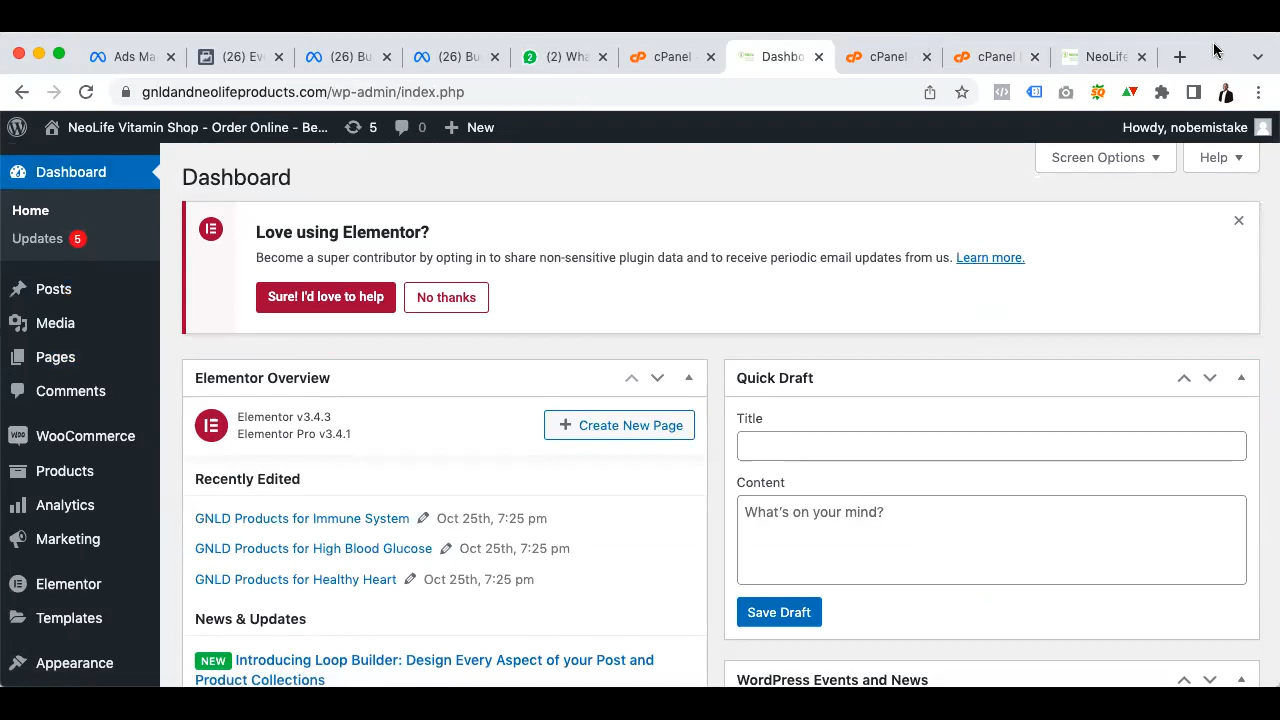 Ads Ma
(26) Ev
(26) Bu
(26) Bu
(2) Wha
cPanel
Dashbo
cPanel
cPanel
NeoLife
gnldandneolifeproducts.com/wp-admin/index.php
NeoLife Vitamin Shop - Order Online - Be...
5
0
New
Howdy, nobemistake
Dashboard
Home
Updates 5
Posts
Media
Pages
Comments
WooCommerce
Products
Analytics
Marketing
Elementor
Templates
Appearance
Screen Options
Help
Dashboard
Love using Elementor?
Become a super contributor by opting in to share non-sensitive plugin data and to receive periodic email updates from us. Learn more.
Sure! I'd love to help
No thanks
Elementor Overview
Elementor v3.4.3
Elementor Pro v3.4.1
Create New Page
Recently Edited
GNLD Products for Immune System Oct 25th, 7:25 pm
GNLD Products for High Blood Glucose Oct 25th, 7:25 pm
GNLD Products for Healthy Heart Oct 25th, 7:25 pm
News & Updates
NEW Introducing Loop Builder: Design Every Aspect of your Post and
Product Collections
Quick Draft
Title
Content
What's on your mind?
Save Draft
WordPress Events and News